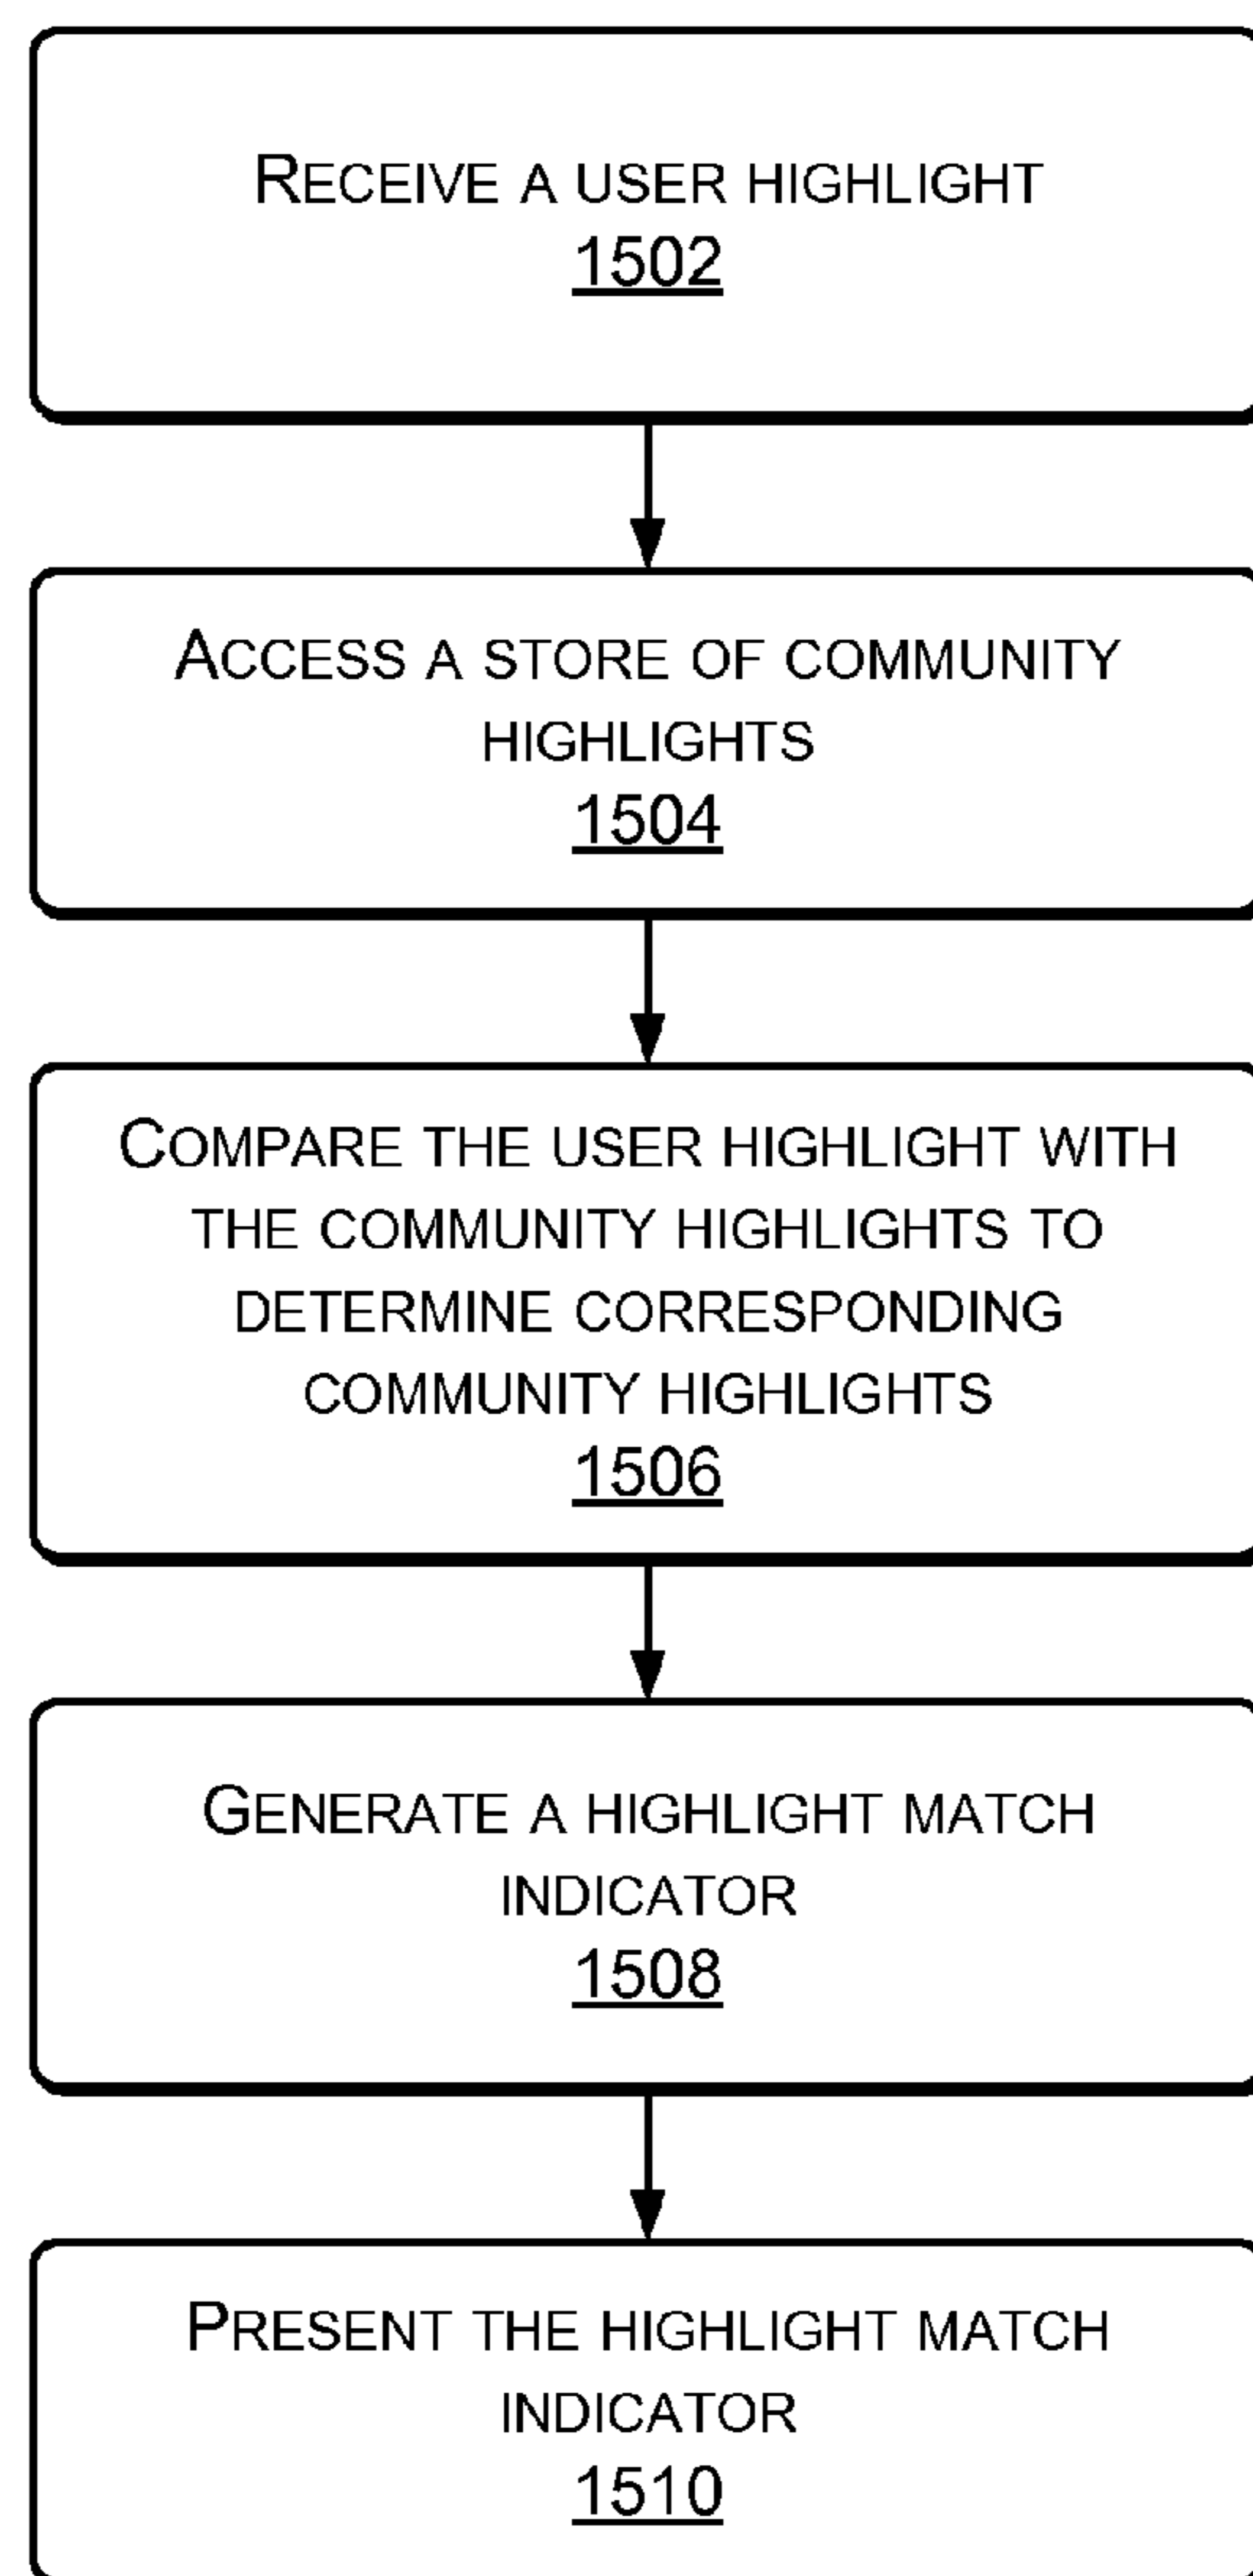 RECEIVE A USER HIGHLIGHT
1502
ACCESS A STORE OF COMMUNITY
HIGHLIGHTS
1504
COMPARE THE USER HIGHLIGHT WITH
THE COMMUNITY HIGHLIGHTS TO
DETERMINE CORRESPONDING
COMMUNITY HIGHLIGHTS
1506
GENERATE A HIGHLIGHT MATCH
INDICATOR
1508
PRESENT THE HIGHLIGHT MATCH
INDICATOR
1510